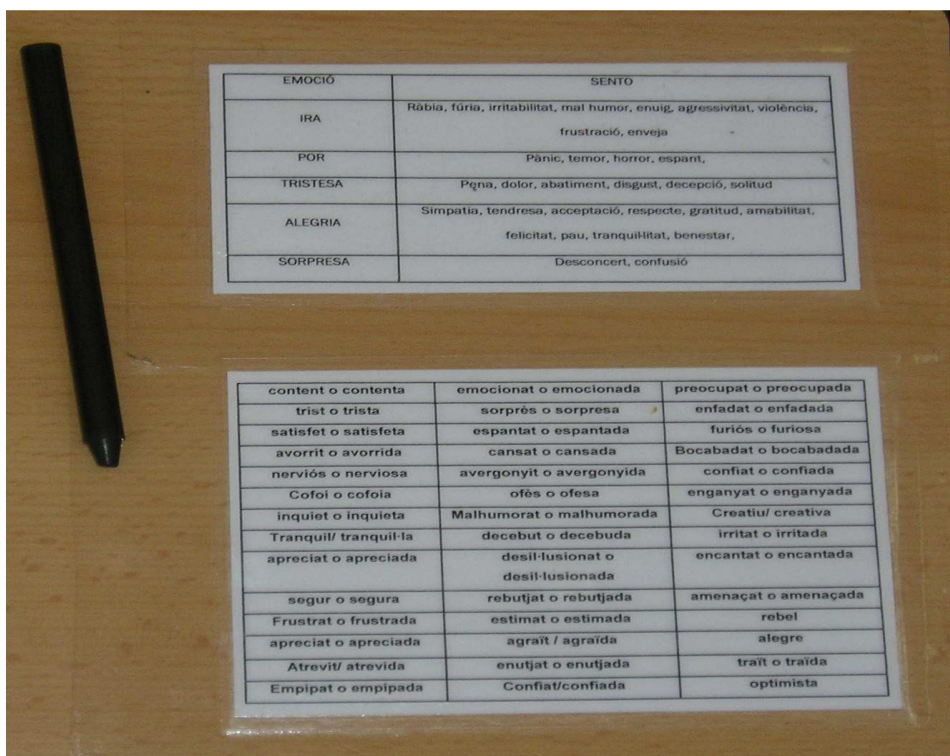 EMOCIÓ SENTO
IRA Ràbia, fúria, irritabilitat, mal humor, enuig, agressivitat, violència,
frustració, enveja
POR Pànic, temor, horror, espant,
TRISTESA Pena, dolor, abatiment, disgust, decepció, solitud
ALEGRIA Simpatia, tendresa, acceptació, respecte, gratitud, amabilitat,
felicitat, pau, tranquil·litat, benestar,
SORPRESA Desconcert, confusió
content o contenta emocionat o emocionada preocupat o preocupada
trist o trista sorprès o sorpresa enfadat o enfadada
satisfet o satisfeta espantat o espantada furiós o furiosa
avorrit o avorrida cansat o cansada Bocabadat o bocabadada
nerviós o nerviosa avergonyit o avergonyida confiat o confiada
Cofoi o cofoia ofès o ofesa enganyat o enganyada
inquiet o inquieta Malhumorat o malhumorada Creatiu/ creativa
Tranquil/ tranquil·la decebut o decebuda irritat o irritada
apreciat o apreciada desil·lusionat o encantat o encantada
desil·lusionada
segur o segura rebutjat o rebutjada amenaçat o amenaçada
Frustrat o frustrada estimat o estimada rebel
apreciat o apreciada agraït / agraïda alegre
Atrevit/ atrevida enutjat o enutjada traït o traïda
Empipat o empipada Confiat/confiada optimista